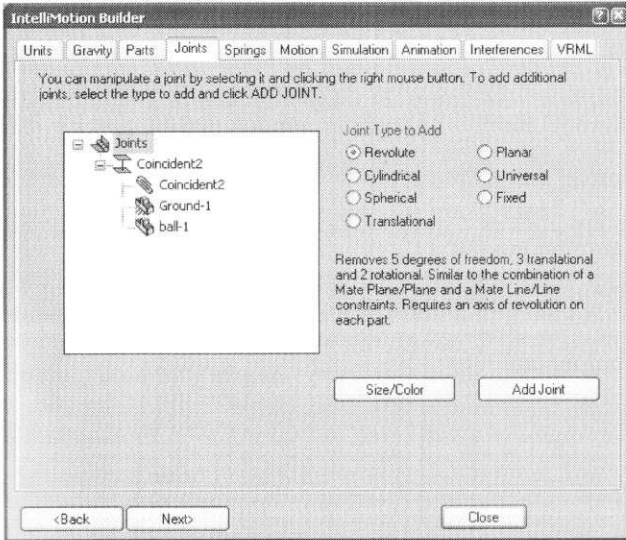 IntelliMotion Builder
Units Gravity Parts Joints Springs Motion Simulation Animation Interferences VRML
You can manipulate a joint by selecting it and clicking the right mouse button. To add additional
joints, select the type to add and click ADD JOINT.
Joints
Coincident2
Coincident2
Ground-1
ball-1
Joint Type to Add
Revolute Planar
Cylindrical Universal
Spherical Fixed
Translational
Removes 5 degrees of freedom, 3 translational
and 2 rotational. Similar to the combination of a
Mate Plane/Plane and a Mate Line/Line
constraints. Requires an axis of revolution on
each part.
Size/Color Add Joint
<Back Next> Close